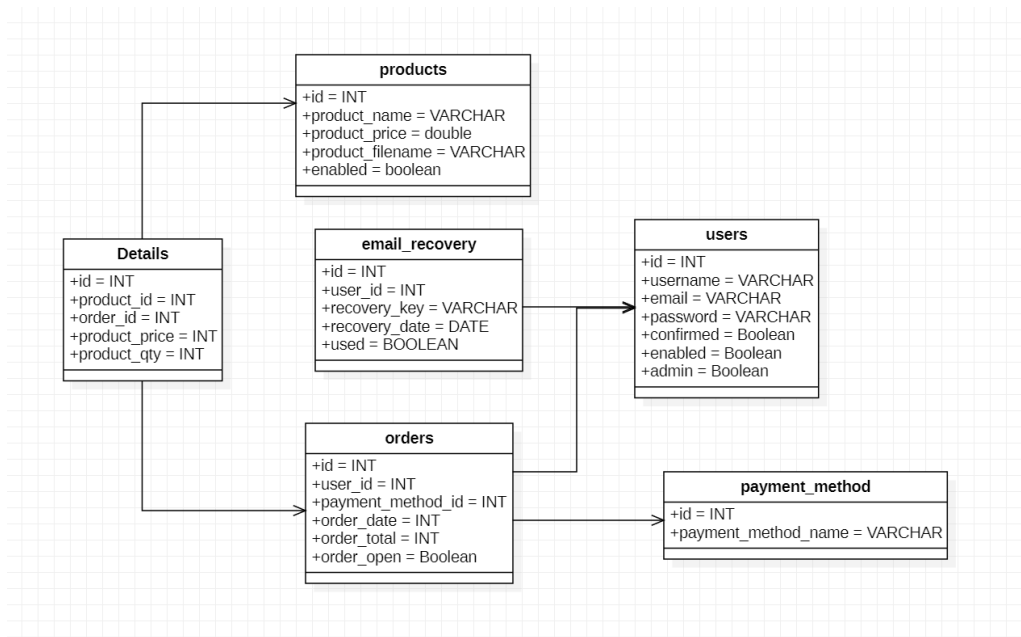 products
+id = INT
+product_name = VARCHAR
+product_price = double
+product_filename = VARCHAR
+enabled = boolean
Details
+id = INT
+product_id = INT
+order_id = INT
+product_price = INT
+product_qty = INT
email_recovery
+id = INT
+user_id = INT
+recovery_key = VARCHAR
+recovery_date = DATE
+used = BOOLEAN
users
+id = INT
+username = VARCHAR
+email = VARCHAR
+password = VARCHAR
+confirmed = Boolean
+enabled = Boolean
+admin = Boolean
orders
+id = INT
+user_id = INT
+payment_method_id = INT
+order_date = INT
+order_total = INT
+order_open = Boolean
payment_method
+id = INT
+payment_method_name = VARCHAR